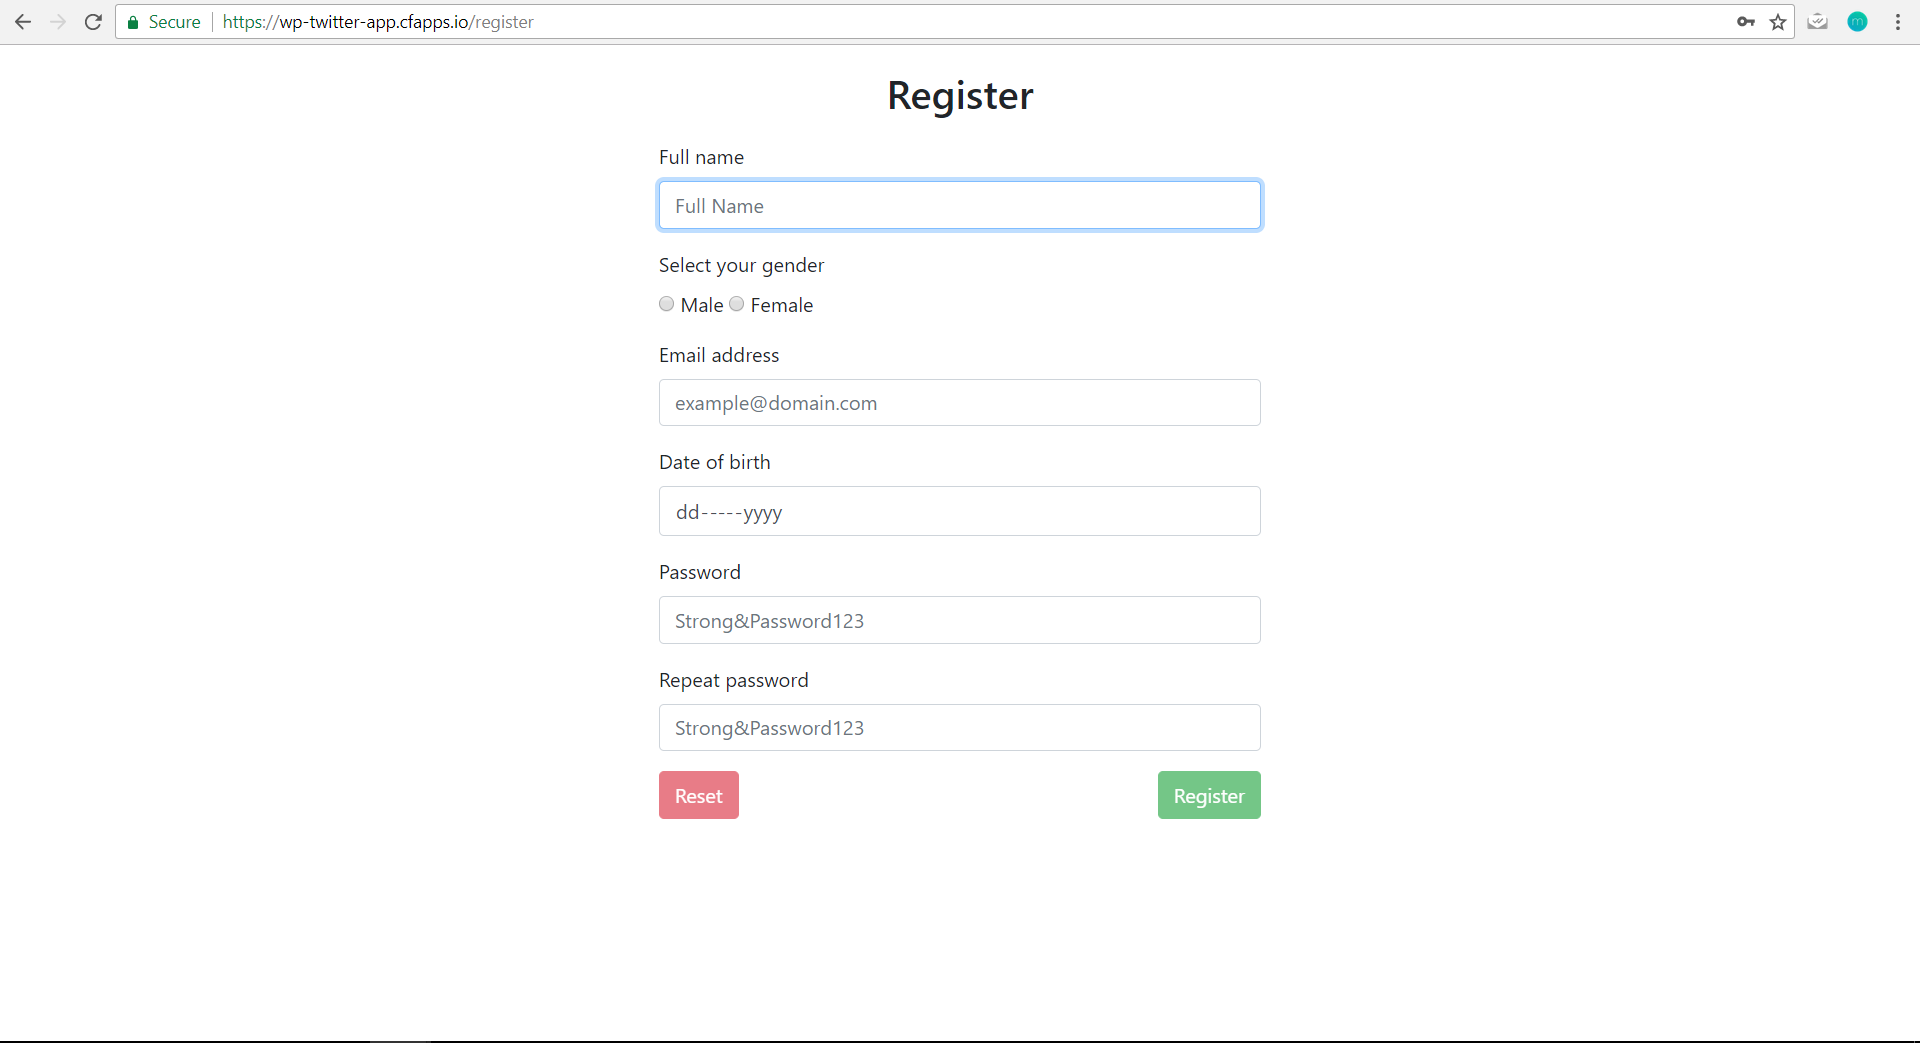 Secure https://wp-twitter-app.cfapps.io/register
m
Register
Full name
Full Name
Select your gender
Male Female
Email address
example@domain.com
Date of birth
dd-----yyyy
Password
Strong&Password123
Repeat password
Strong&Password123
Reset Register